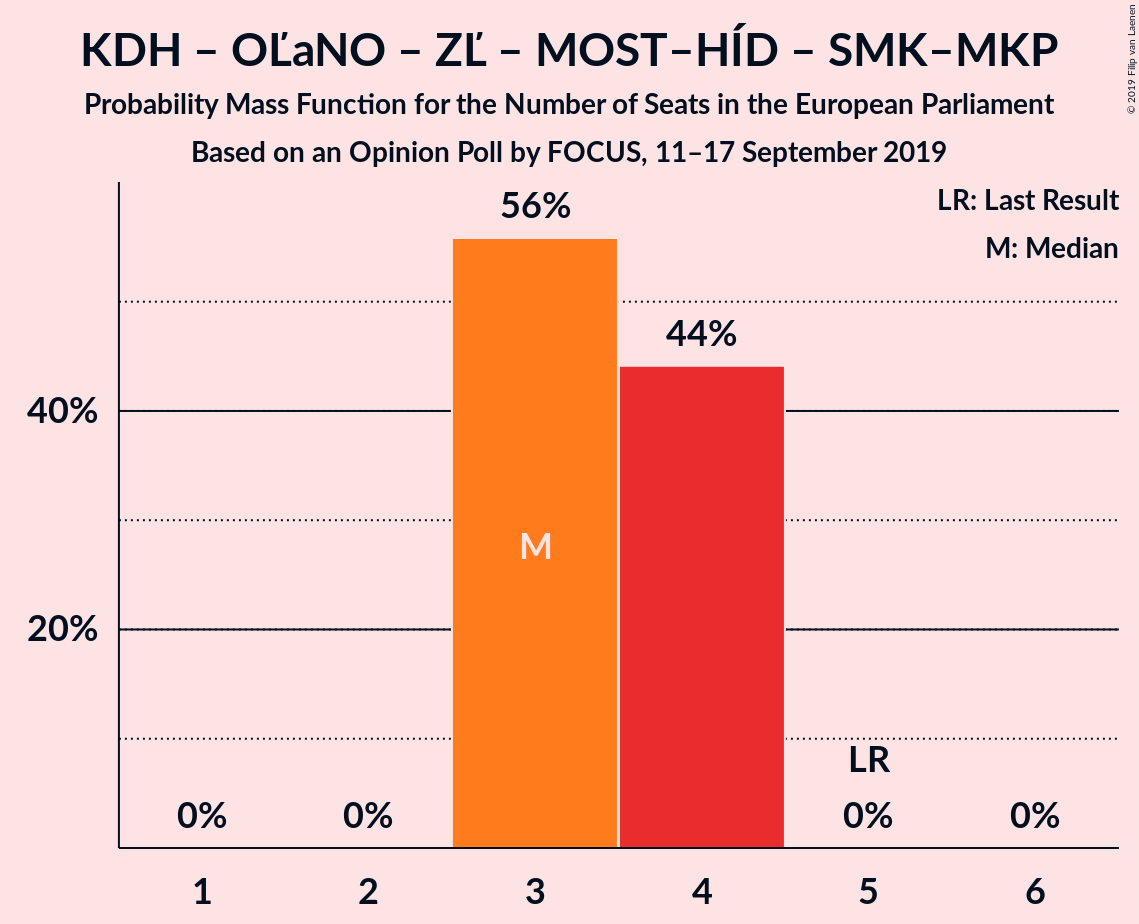 KDH – OĽaNO – ZĽ – MOST–HÍD – SMK–MKP
Probability Mass Function for the Number of Seats in the European Parliament
Based on an Opinion Poll by FOCUS, 11–17 September 2019
© 2019 Filip van Laenen
LR: Last Result
M: Median
56%
44%
40%
M
20%
LR
0% 0% 0% 0%
1 2 3 4 5 6